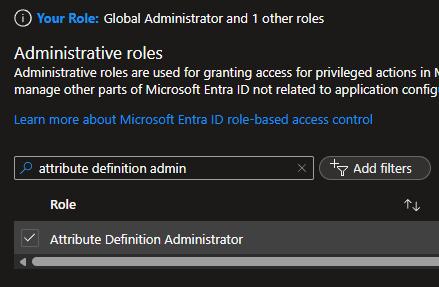 Your Role: Global Administrator and 1 other roles
Administrative roles
Administrative roles are used for granting access for privileged actions in
manage other parts of Microsoft Entra ID not related to application
Learn more about Microsoft Entra ID role-based access control
attribute definition admin
Add filters
Role
Attribute Definition Administrator